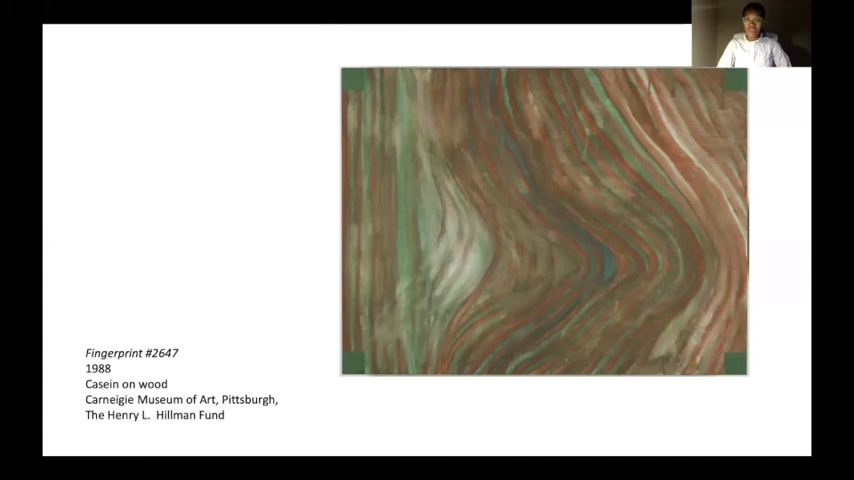 Fingerprint #2647
1988
Casein on wood
Carneigie Museum of Art, Pittsburgh,
The Henry L. Hillman Fund